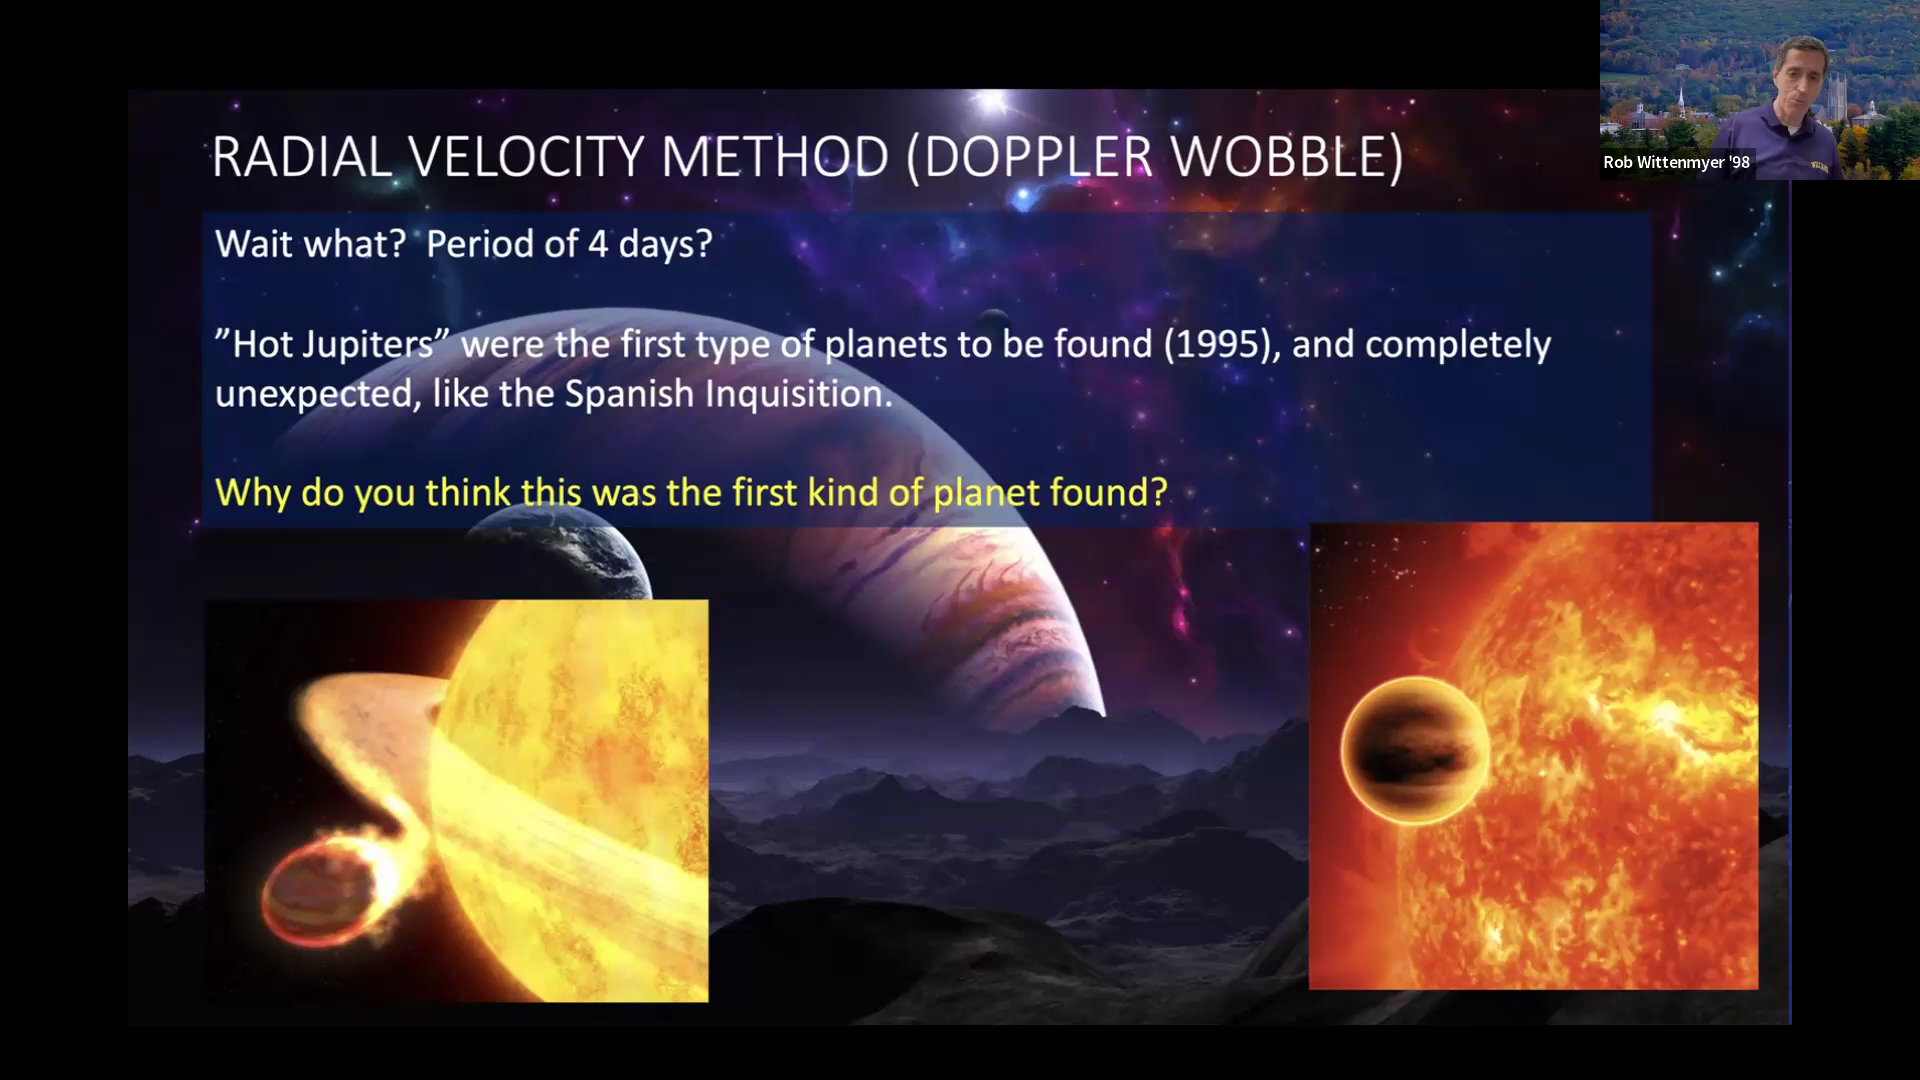 RADIAL VELOCITY METHOD (DOPPLER WOBBLE)
Rob Wittenmyer '98
Wait what?  Period of 4 days?
”Hot Jupiters” were the first type of planets to be found (1995), and completely
unexpected, like the Spanish Inquisition.
Why do you think this was the first kind of planet found?